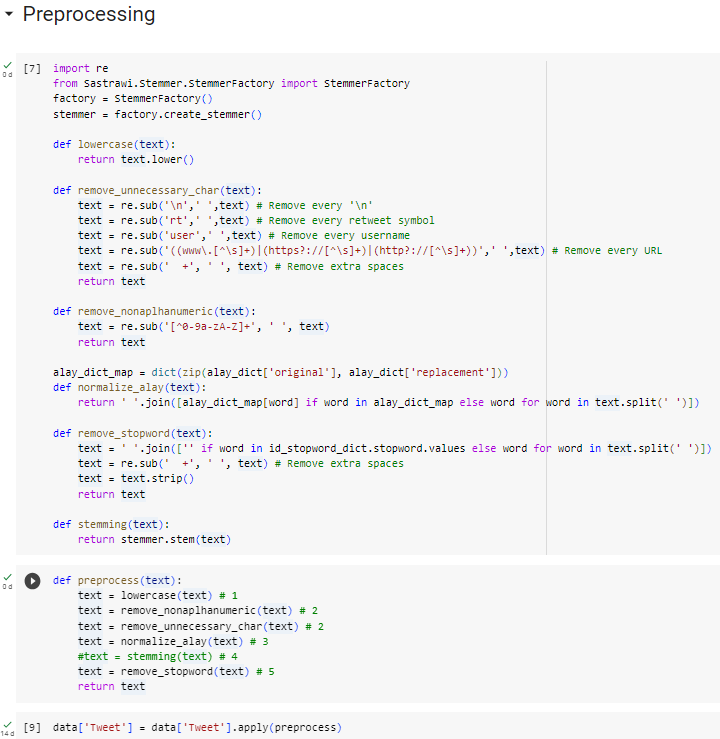 Preprocessing
[7] import re
from Sastrawi.Stemmer.StemmerFactory import StemmerFactory
factory = StemmerFactory()
stemmer = factory.create_stemmer()
def lowercase(text):
return text.lower()
def remove_unnecessary_char(text):
text = re.sub('\n',' ',text) # Remove every '\n'
text = re.sub('rt',' ',text) # Remove every retweet symbol
text = re.sub('user',' ',text) # Remove every username
text = re.sub('((www\.[^\s]+)|(https?://[^\s]+)|(http?://[^\s]+))',' ',text) # Remove every URL
text = re.sub('  +', ' ', text) # Remove extra spaces
return text
def remove_nonaplhanumeric(text):
text = re.sub('[^0-9a-zA-Z]+', ' ', text)
return text
alay_dict_map = dict(zip(alay_dict['original'], alay_dict['replacement']))
def normalize_alay(text):
return ' '.join([alay_dict_map[word] if word in alay_dict_map else word for word in text.split(' ')])
def remove_stopword(text):
text = ' '.join(['' if word in id_stopword_dict.stopword.values else word for word in text.split(' ')])
text = re.sub('  +', ' ', text) # Remove extra spaces
text = text.strip()
return text
def stemming(text):
return stemmer.stem(text)
0 d
def preprocess(text):
text = lowercase(text) # 1
text = remove_nonaplhanumeric(text) # 2
text = remove_unnecessary_char(text) # 2
text = normalize_alay(text) # 3
#text = stemming(text) # 4
text = remove_stopword(text) # 5
return text
0 d
[9] data['Tweet'] = data['Tweet'].apply(preprocess)
14 d